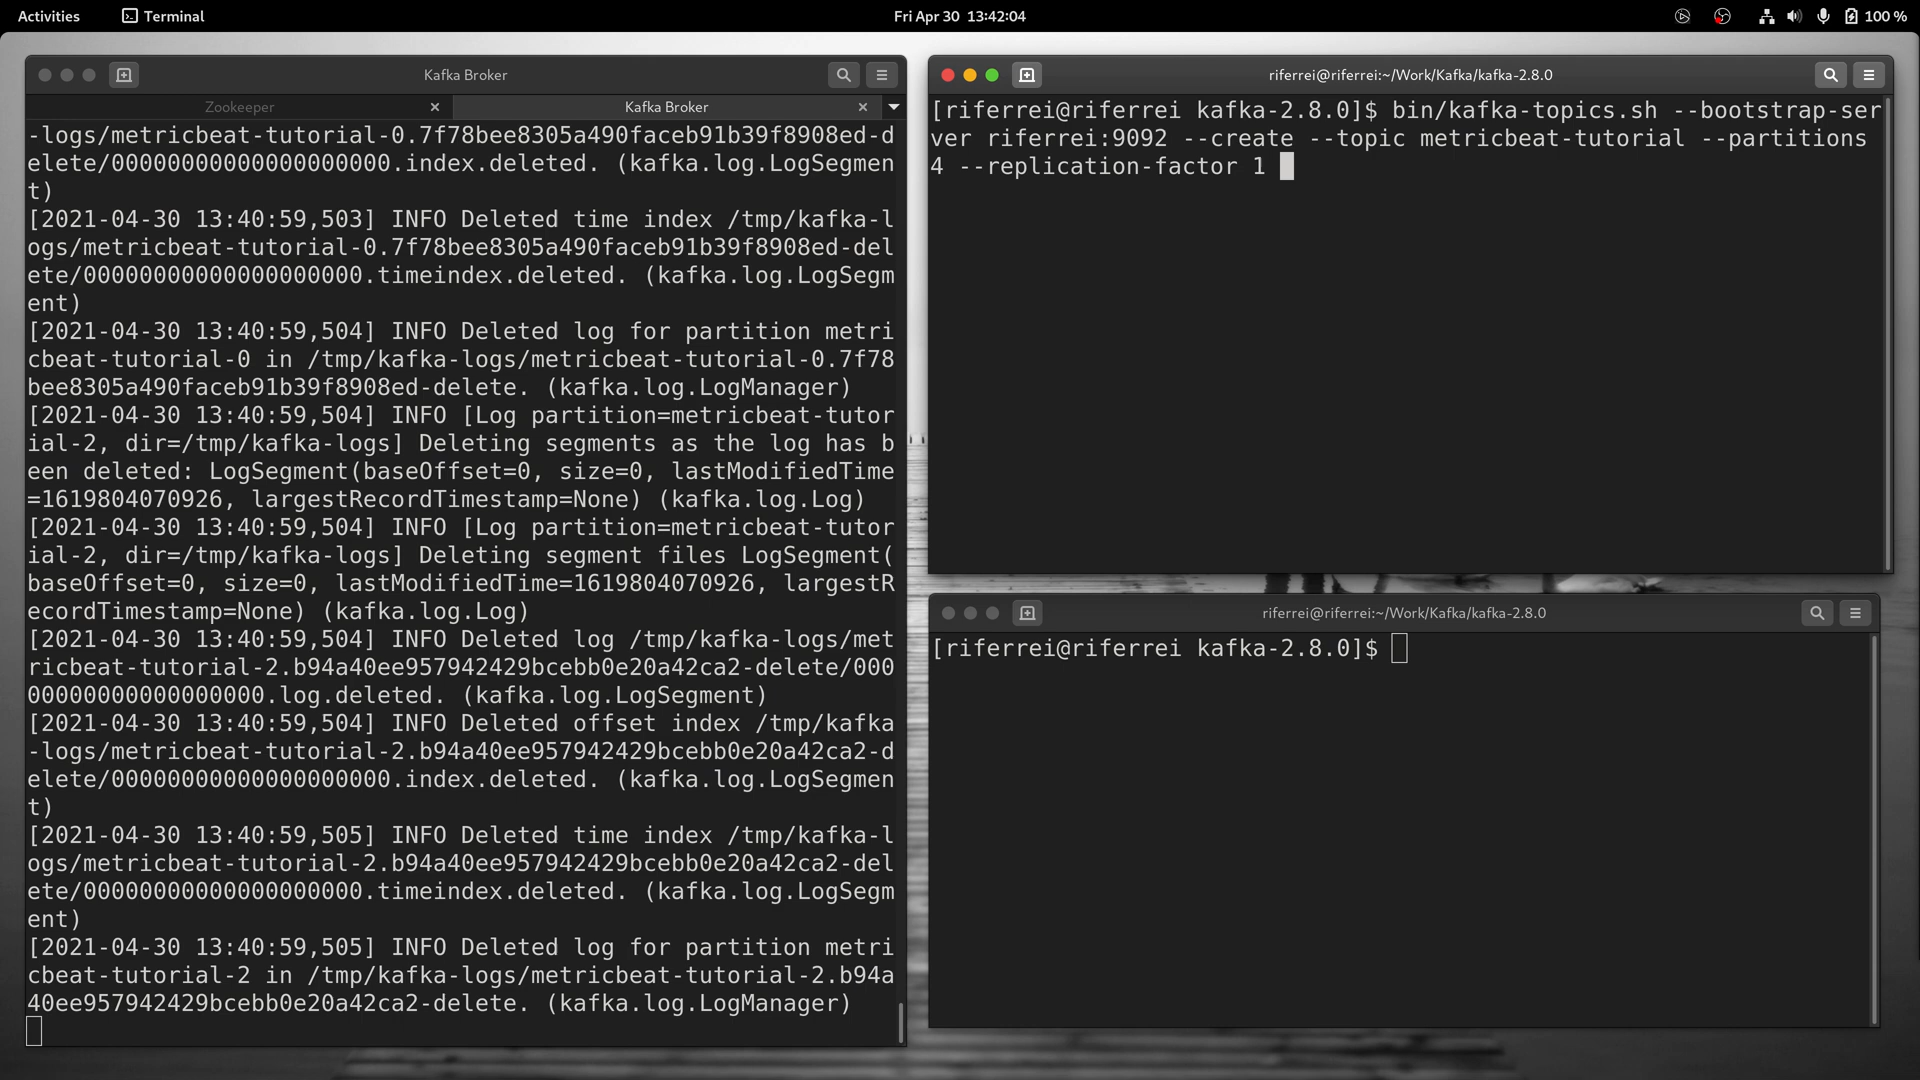 Activities
Terminal
Fri Apr 30 13:42:04
100 %
Kafka Broker
Zookeeper
Kafka Broker
-logs/metricbeat-tutorial-0.7f78bee8305a490faceb91b39f8908ed-d
elete/00000000000000000000.index.deleted. (kafka.log.LogSegmen
t)
[2021-04-30 13:40:59,503] INFO Deleted time index /tmp/kafka-l
ogs/metricbeat-tutorial-0.7f78bee8305a490faceb91b39f8908ed-del
ete/00000000000000000000.timeindex.deleted. (kafka.log.LogSegm
ent)
[2021-04-30 13:40:59,504] INFO Deleted log for partition metri
cbeat-tutorial-0 in /tmp/kafka-logs/metricbeat-tutorial-0.7f78
bee8305a490faceb91b39f8908ed-delete. (kafka.log.LogManager)
[2021-04-30 13:40:59,504] INFO [Log partition=metricbeat-tutor
ial-2, dir=/tmp/kafka-logs] Deleting segments as the log has b
een deleted: LogSegment(baseOffset=0, size=0, lastModifiedTime
=1619804070926, largestRecordTimestamp=None) (kafka.log.Log)
[2021-04-30 13:40:59,504] INFO [Log partition=metricbeat-tutor
ial-2, dir=/tmp/kafka-logs] Deleting segment files LogSegment(
baseOffset=0, size=0, lastModifiedTime=1619804070926, largestR
ecordTimestamp=None) (kafka.log.Log)
[2021-04-30 13:40:59,504] INFO Deleted log /tmp/kafka-logs/met
ricbeat-tutorial-2.b94a40ee957942429bcebb0e20a42ca2-delete/000
00000000000000000.log.deleted. (kafka.log.LogSegment)
[2021-04-30 13:40:59,504] INFO Deleted offset index /tmp/kafka
-logs/metricbeat-tutorial-2.b94a40ee957942429bcebb0e20a42ca2-d
elete/00000000000000000000.index.deleted. (kafka.log.LogSegmen
t)
[2021-04-30 13:40:59,505] INFO Deleted time index /tmp/kafka-l
ogs/metricbeat-tutorial-2.b94a40ee957942429bcebb0e20a42ca2-del
ete/00000000000000000000.timeindex.deleted. (kafka.log.LogSegm
ent)
[2021-04-30 13:40:59,505] INFO Deleted log for partition metri
cbeat-tutorial-2 in /tmp/kafka-logs/metricbeat-tutorial-2.b94a
40ee957942429bcebb0e20a42ca2-delete. (kafka.log.LogManager)
riferrei@riferrei:~/Work/Kafka/kafka-2.8.0
[riferrei@riferrei kafka-2.8.0]$ bin/kafka-topics.sh --bootstrap-ser
ver riferrei:9092 --create --topic metricbeat-tutorial --partitions
4 --replication-factor 1
riferrei@riferrei:~/Work/Kafka/kafka-2.8.0
[riferrei@riferrei kafka-2.8.0]$